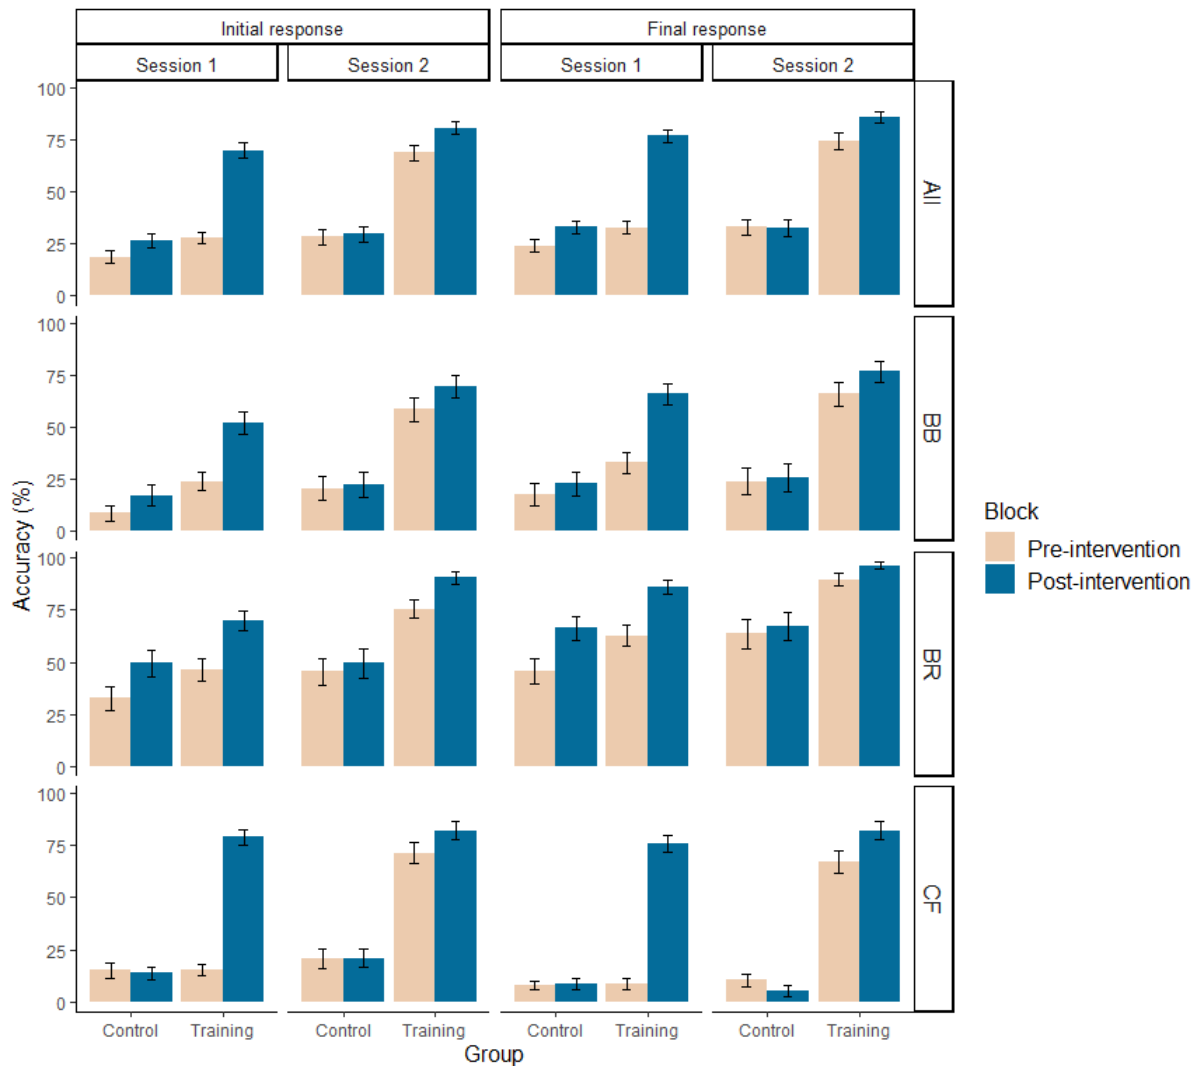 Initial response Final response
Session 1 Session 2 Session 1 Session 2
100
75
50
25
0
All
100
75
50
25
0
BB
100
75
50
25
0
BR
100
75
50
25
0
CF
Accuracy (%)
Control Training Control Training Control Training Control Training
Group
Block
Pre-intervention
Post-intervention